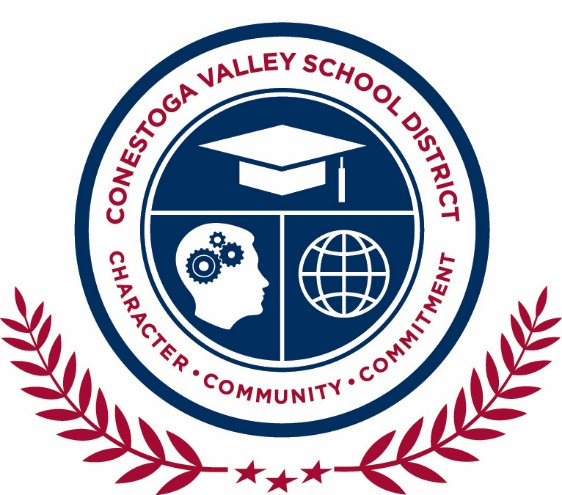 CONESTOGA VALLEY SCHOOL DISTRICT
CHARACTER • COMMUNITY • COMMITMENT